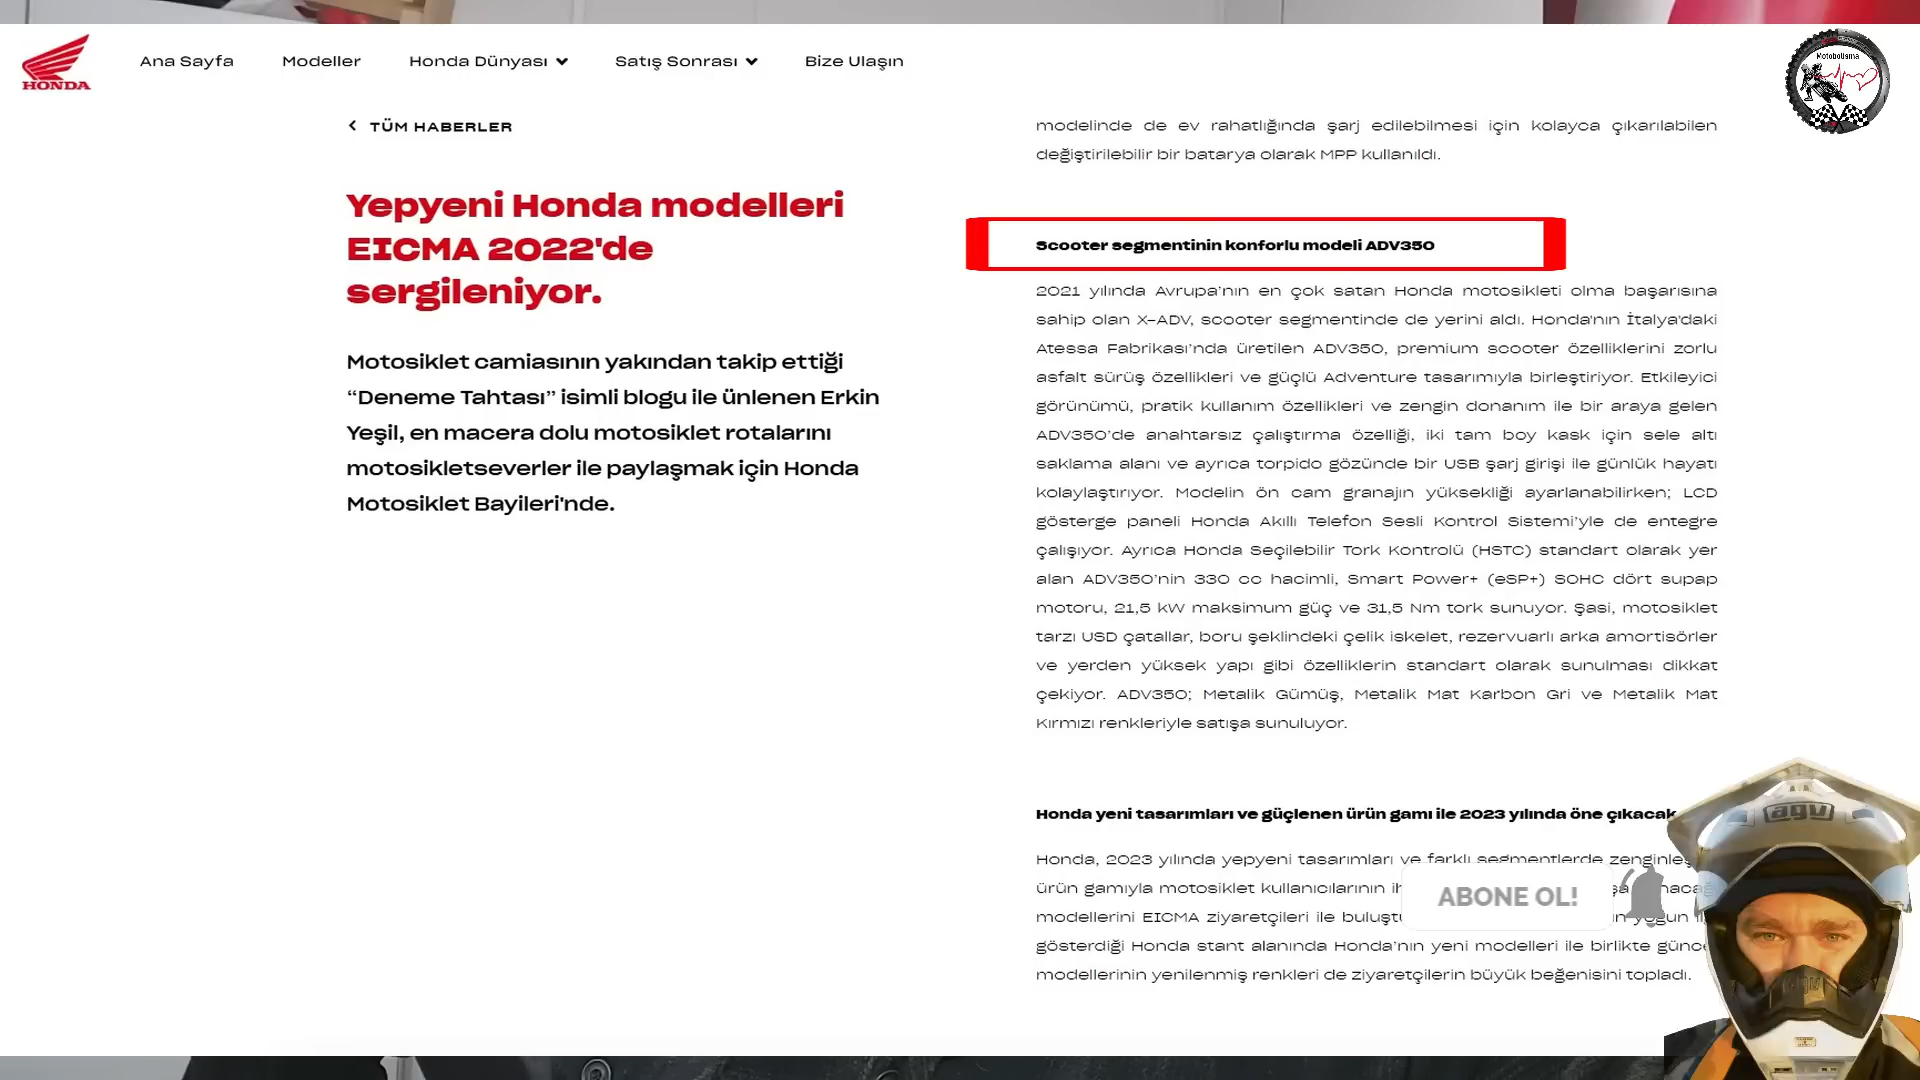 HONDA
Ana Sayfa
Modeller
Honda Dünyası
Satış Sonrası
Bize Ulaşın
Motobolisma
TÜM HABERLER
Yepyeni Honda modelleri
EICMA 2022'de
sergileniyor.
Motosiklet camiasının yakından takip ettiği
“Deneme Tahtası” isimli blogu ile ünlenen Erkin
Yeşil, en macera dolu motosiklet rotalarını
motosikletseverler ile paylaşmak için Honda
Motosiklet Bayileri'nde.
modelinde de ev rahatlığında şarj edilebilmesi için kolayca çıkarılabilen
değiştirilebilir bir batarya olarak MPP kullanıldı.
Scooter segmentinin konforlu modeli ADV350
2021 yılında Avrupa’nın en çok satan Honda motosikleti olma başarısına
sahip olan X-ADV, scooter segmentinde de yerini aldı. Honda'nın İtalya'daki
Atessa Fabrikası’nda üretilen ADV350, premium scooter özelliklerini zorlu
asfalt sürüş özellikleri ve güçlü Adventure tasarımıyla birleştiriyor. Etkileyici
görünümü, pratik kullanım özellikleri ve zengin donanım ile bir araya gelen
ADV350’de anahtarsız çalıştırma özelliği, iki tam boy kask için sele altı
saklama alanı ve ayrıca torpido gözünde bir USB şarj girişi ile günlük hayatı
kolaylaştırıyor. Modelin ön cam granajın yüksekliği ayarlanabilirken; LCD
gösterge paneli Honda Akıllı Telefon Sesli Kontrol Sistemi’yle de entegre
çalışıyor. Ayrıca Honda Seçilebilir Tork Kontrolü (HSTC) standart olarak yer
alan ADV350’nin 330 cc hacimli, Smart Power+ (eSP+) SOHC dört supap
motoru, 21,5 kW maksimum güç ve 31,5 Nm tork sunuyor. Şasi, motosiklet
tarzı USD çatallar, boru şeklindeki çelik iskelet, rezervuarlı arka amortisörler
ve yerden yüksek yapı gibi özelliklerin standart olarak sunulması dikkat
çekiyor. ADV350; Metalik Gümüş, Metalik Mat Karbon Gri ve Metalik Mat
Kırmızı renkleriyle satışa sunuluyor.
Honda yeni tasarımları ve güçlenen ürün gamı ile 2023 yılında öne çıkacak
Honda, 2023 yılında yepyeni tasarımları ve farklı segmentlerde
ürün gamıyla motosiklet kullanıcılarının
modellerini EICMA ziyaretçileri ile
gösterdiği Honda stant alanında Honda’nın yeni modelleri ile birlikte
modellerinin yenilenmiş renkleri de ziyaretçilerin büyük beğenisini topladı.
ABONE OL!
agv